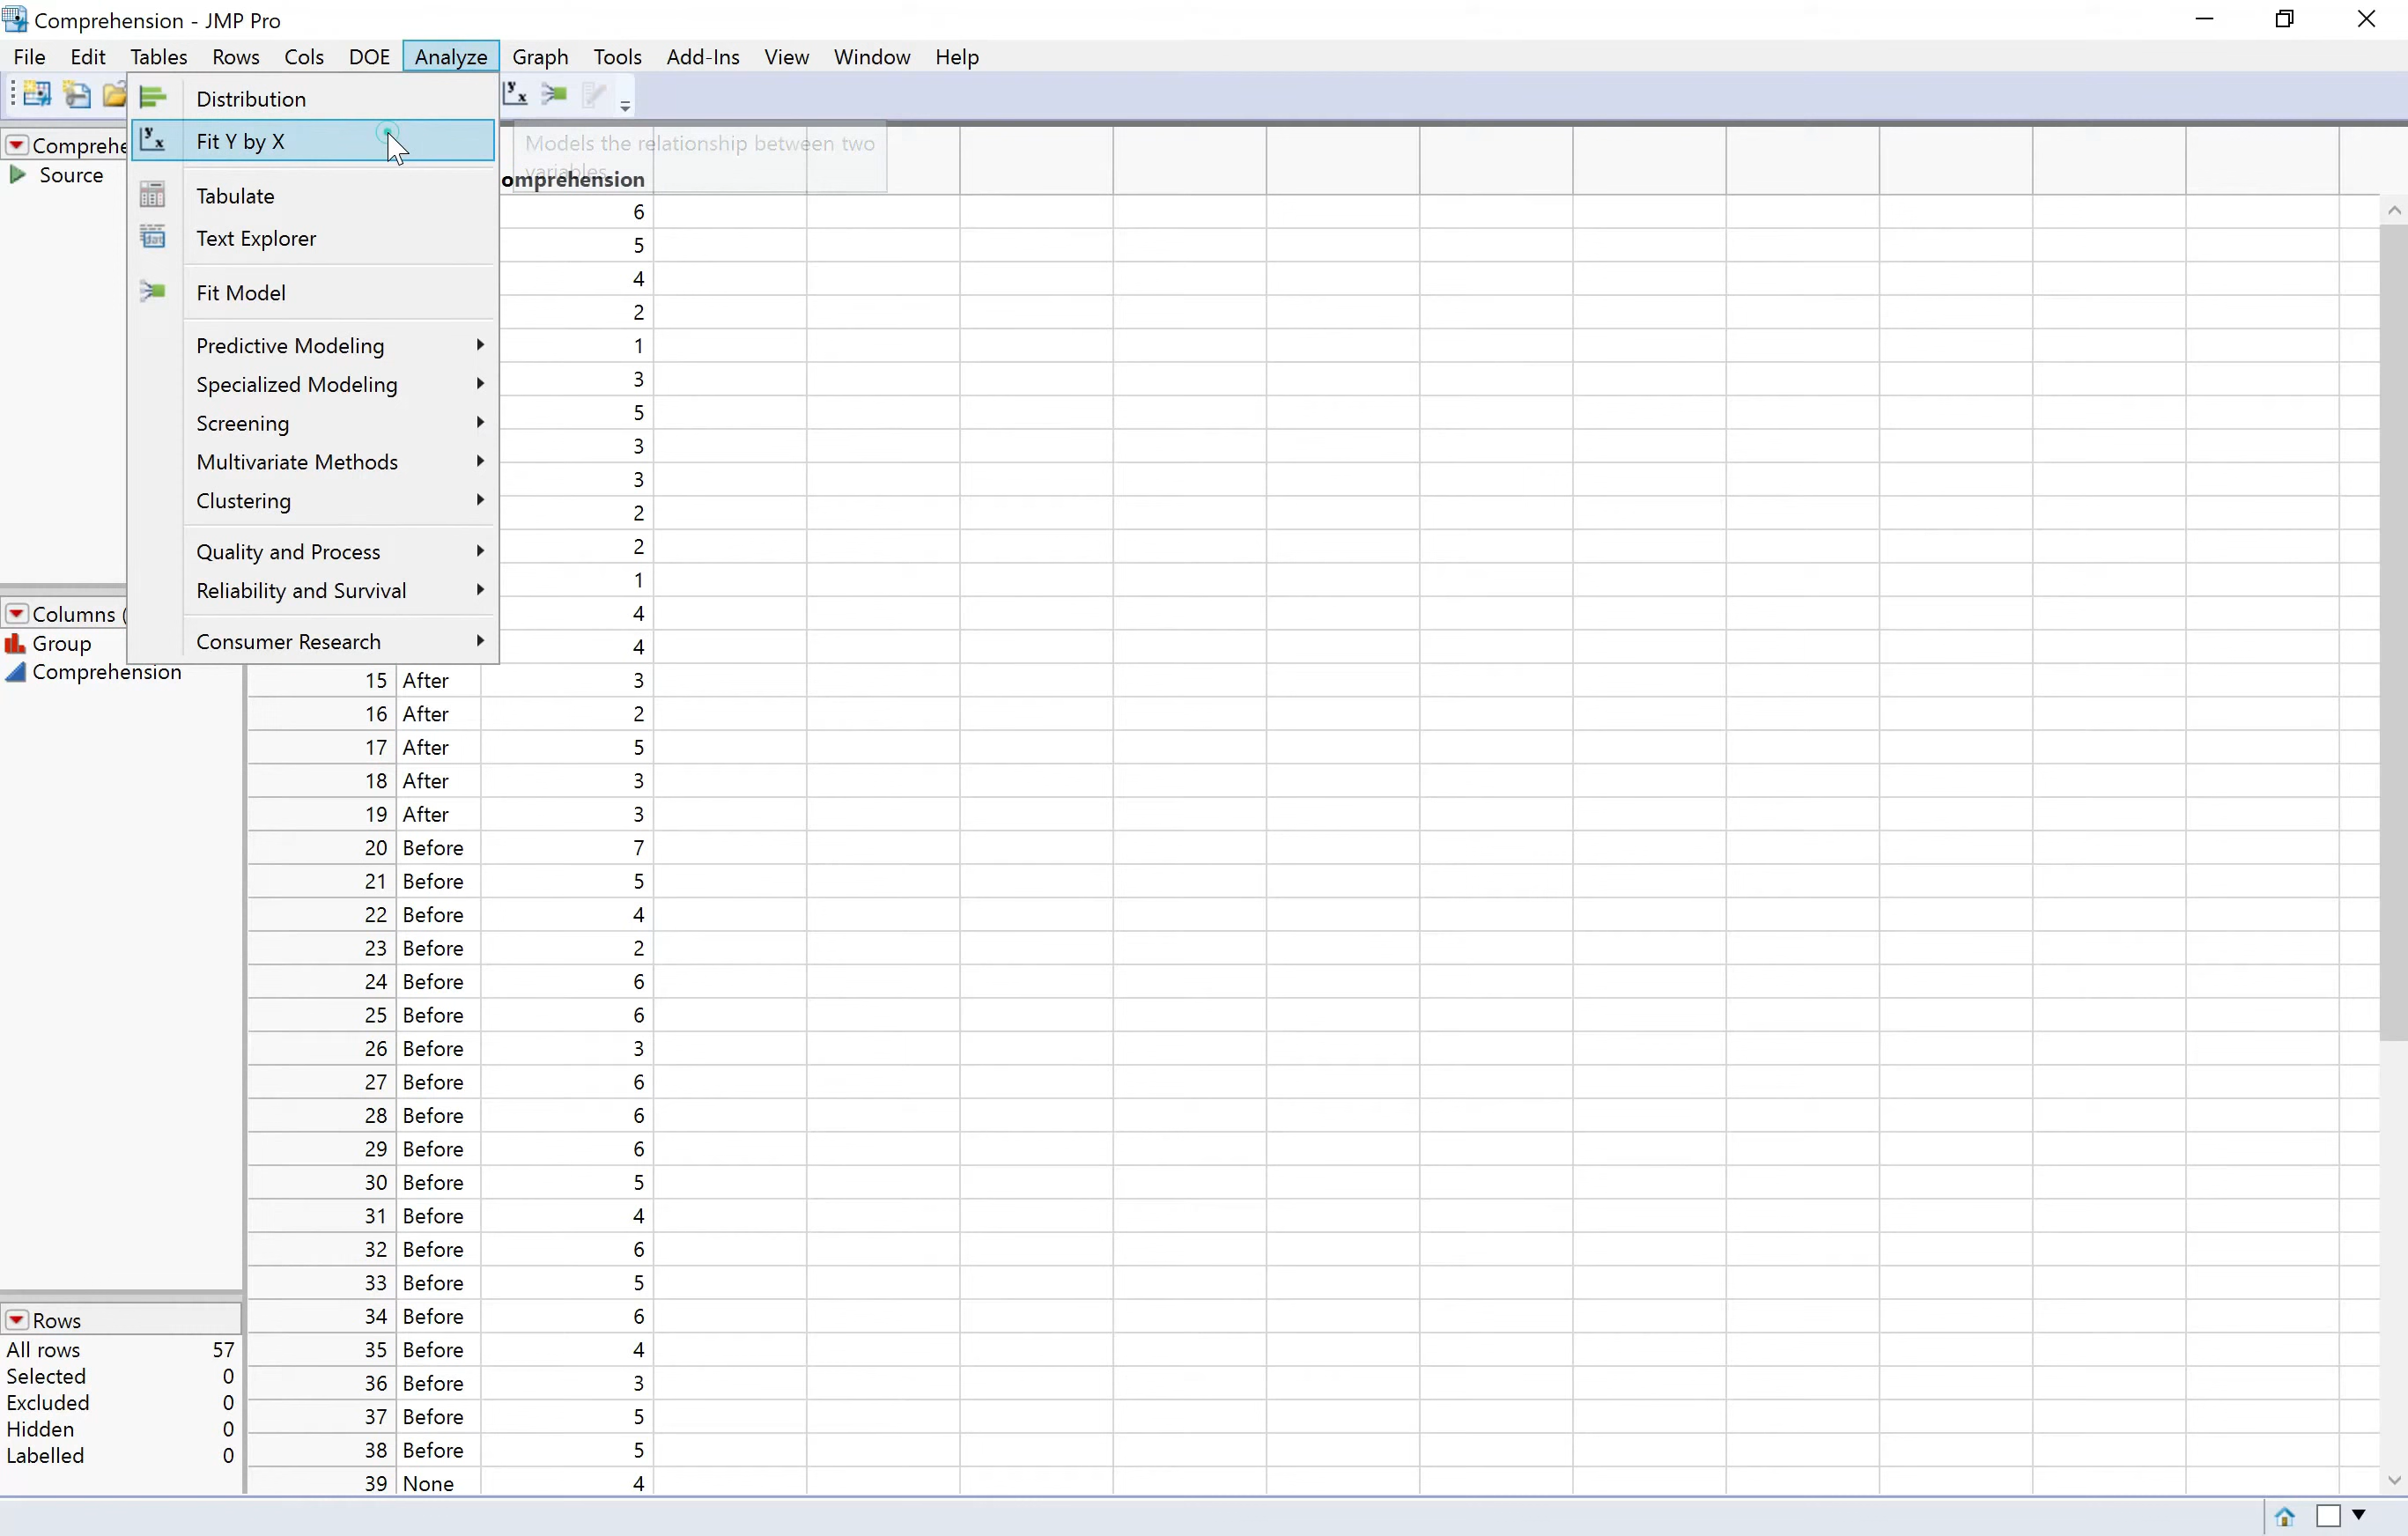 Comprehension - JMP Pro
File Edit Tables Rows Cols DOE Analyze Graph Tools Add-Ins View Window Help
Distribution
Fit Y by X
Tabulate
Text Explorer
Fit Model
Predictive Modeling
Specialized Modeling
Screening
Multivariate Methods
Clustering
Quality and Process
Reliability and Survival
Consumer Research
Models the relationship between two
variables.
Comprehe
Source
Columns (
Group
Comprehension
Rows
All rows 57
Selected 0
Excluded 0
Hidden 0
Labelled 0
omprehension
6
5
4
2
1
3
5
3
3
2
2
1
4
4
15 After 3
16 After 2
17 After 5
18 After 3
19 After 3
20 Before 7
21 Before 5
22 Before 4
23 Before 2
24 Before 6
25 Before 6
26 Before 3
27 Before 6
28 Before 6
29 Before 6
30 Before 5
31 Before 4
32 Before 6
33 Before 5
34 Before 6
35 Before 4
36 Before 3
37 Before 5
38 Before 5
39 None 4